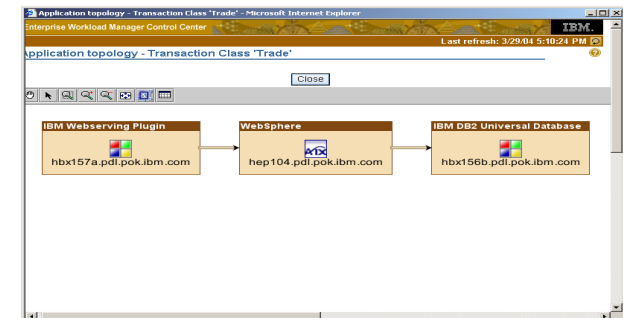 Application topology - Transaction Class 'Trade' - Microsoft Internet Explorer
Enterprise Workload Manager Control Center
IBM.
Last refresh: 3/29/04 5:10:24 PM
Application topology - Transaction Class 'Trade'
Close
IBM Webserving Plugin
hbx157a.pdl.pok.ibm.com
WebSphere
AIX
hep104.pdl.pok.ibm.com
IBM DB2 Universal Database
hbx156b.pdl.pok.ibm.com